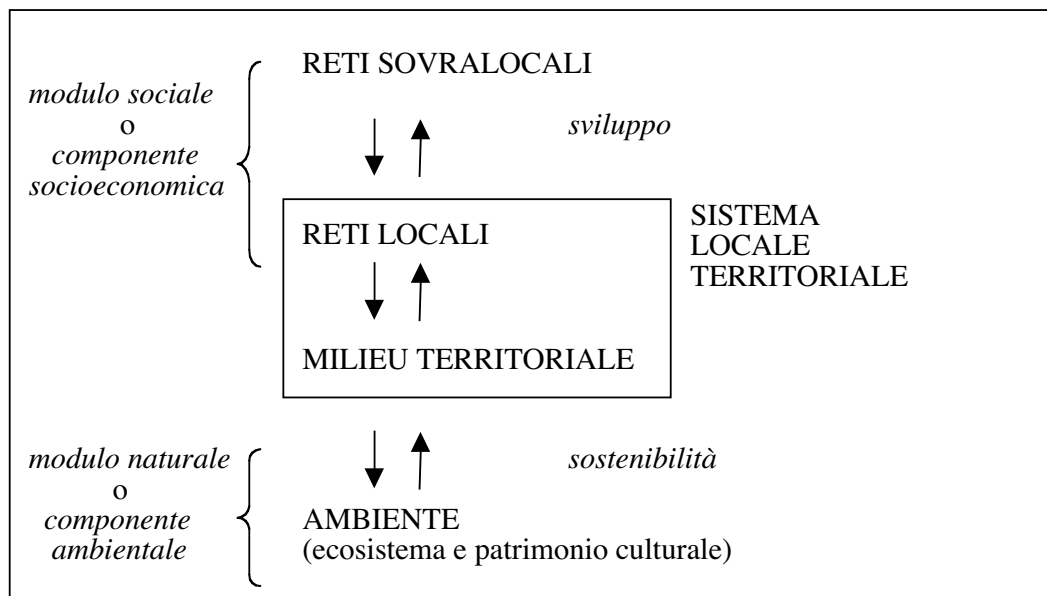 RETI SOVRALOCALI
modulo sociale
o
componente
socioeconomica
sviluppo
RETI LOCALI
SISTEMA
LOCALE
TERRITORIALE
MILIEU TERRITORIALE
modulo naturale
o
componente
ambientale
sostenibilità
AMBIENTE
(ecosistema e patrimonio culturale)